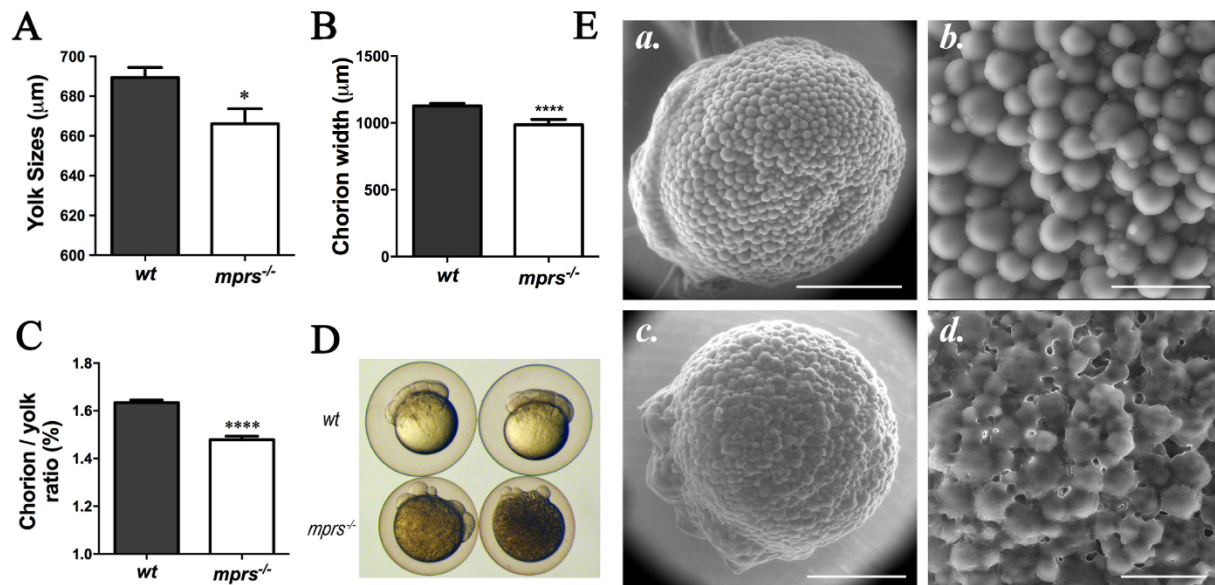 A
Yolk Sizes (μm)
700
690
680
660
640
620
600
*
wt
mprs-/-
B
Chorion width (μm)
1500
1000
500
0
****
wt
mprs-/-
C
Chorion / yolk
ratio (%)
1.8
1.6
1.4
1.2
1.0
****
wt
mprs-/-
D
wt
mprs-/-
E
a.
b.
c.
d.